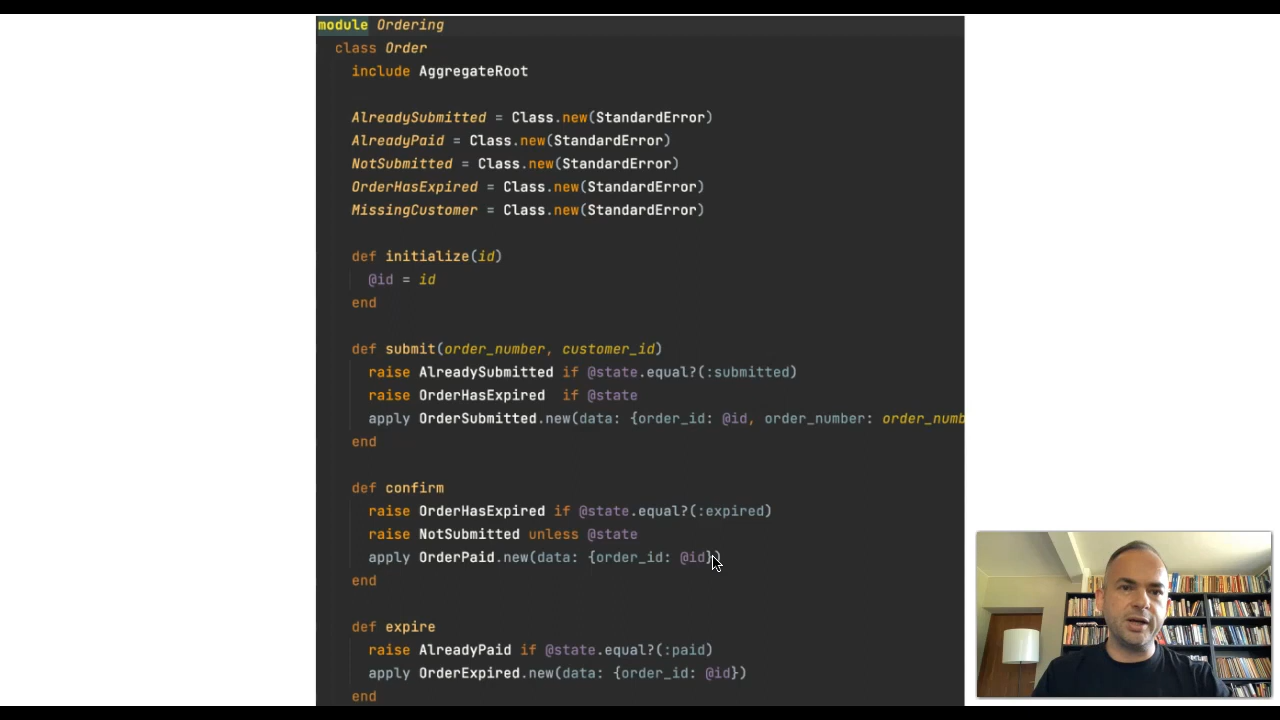 module Ordering
class Order
include AggregateRoot
AlreadySubmitted = Class.new(StandardError)
AlreadyPaid = Class.new(StandardError)
NotSubmitted = Class.new(StandardError)
OrderHasExpired = Class.new(StandardError)
MissingCustomer = Class.new(StandardError)
def initialize(id)
@id = id
end
def submit(order_number, customer_id)
raise AlreadySubmitted if @state.equal?(:submitted)
raise OrderHasExpired  if @state
apply OrderSubmitted.new(data: {order_id: @id, order_number: order_numb
end
def confirm
raise OrderHasExpired if @state.equal?(:expired)
raise NotSubmitted unless @state
apply OrderPaid.new(data: {order_id: @id})
end
def expire
raise AlreadyPaid if @state.equal?(:paid)
apply OrderExpired.new(data: {order_id: @id})
end